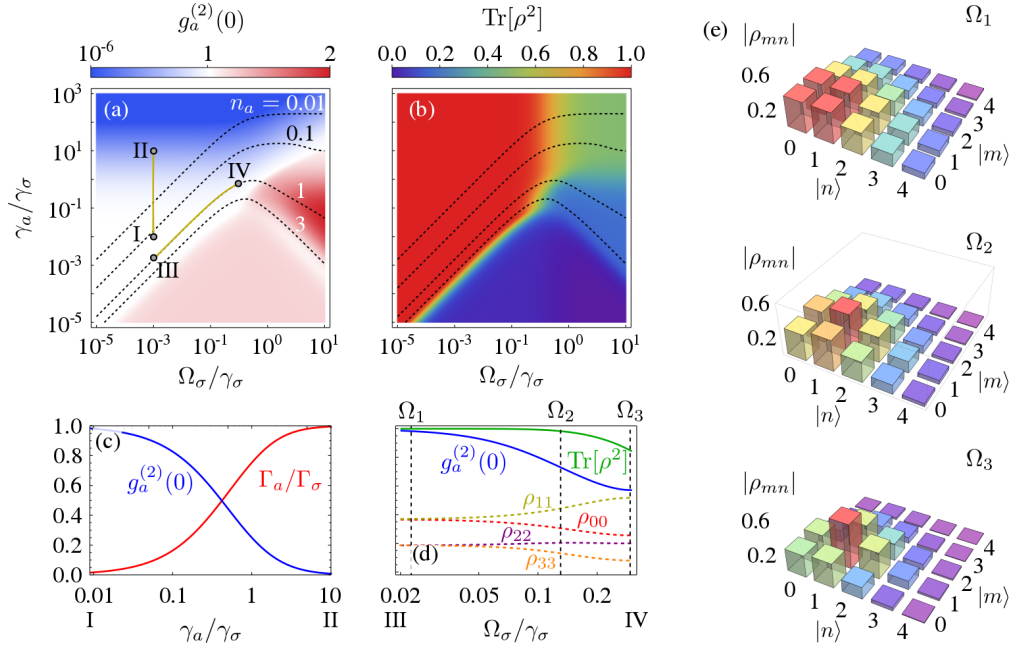 g_a^(2)(0)
10^-6 1 2
(a)
n_a = 0.01
0.1
1
3
II
IV
I
III
10^3
10^1
10^-1
10^-3
10^-5
γ_a/γ_σ
10^-5 10^-3 10^-1 10^0 10^1
Ω_σ/γ_σ
Tr[ρ^2]
0.0 0.2 0.4 0.6 0.8 1.0
(b)
10^-5 10^-3 10^-1 10^0 10^1
Ω_σ/γ_σ
(c)
1.0
0.8
0.6
0.4
0.2
0.0
g_a^(2)(0)
Γ_a/Γ_σ
0.01 0.1 1 10
I γ_a/γ_σ II
Ω_1 Ω_2 Ω_3
Tr[ρ^2]
g_a^(2)(0)
ρ_11
ρ_00
ρ_22
ρ_33
(d)
0.02 0.05 0.1 0.2
III Ω_σ/γ_σ IV
(e)
Ω_1
|ρ_mn|
0.6
0.2
0 1 2 3 4
|n⟩
0 1 2 3 4
|m⟩
Ω_2
|ρ_mn|
0.6
0.2
0 1 2 3 4
|n⟩
0 1 2 3 4
|m⟩
Ω_3
|ρ_mn|
0.6
0.2
0 1 2 3 4
|n⟩
0 1 2 3 4
|m⟩